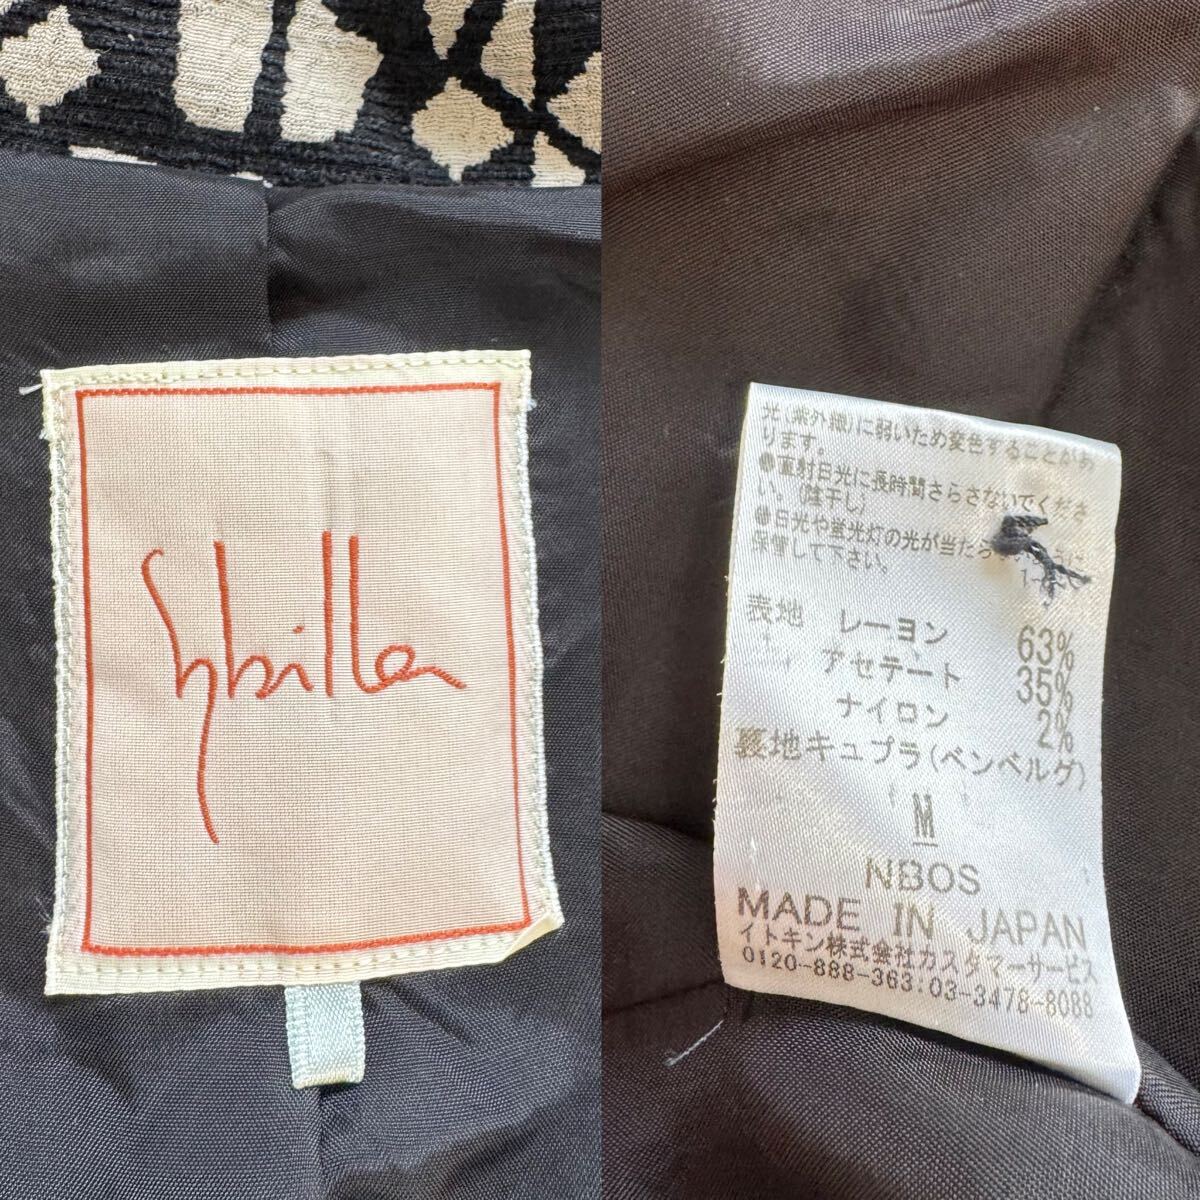 Sybilla
光(紫外線)に弱いため変色することがあ
ります。
●直射日光に長時間さらさないでくださ
い。(陰干し)
●日光や蛍光灯の光が当たら
に
保管して下さい。
表地 レーヨン 63%
アセテート 35%
ナイロン 2%
裏地キュプラ(ベンベルグ)
M
NBOS
MADE IN JAPAN
イトキン株式会社カスタマーサービス
0120-888-363:03-3478-8088